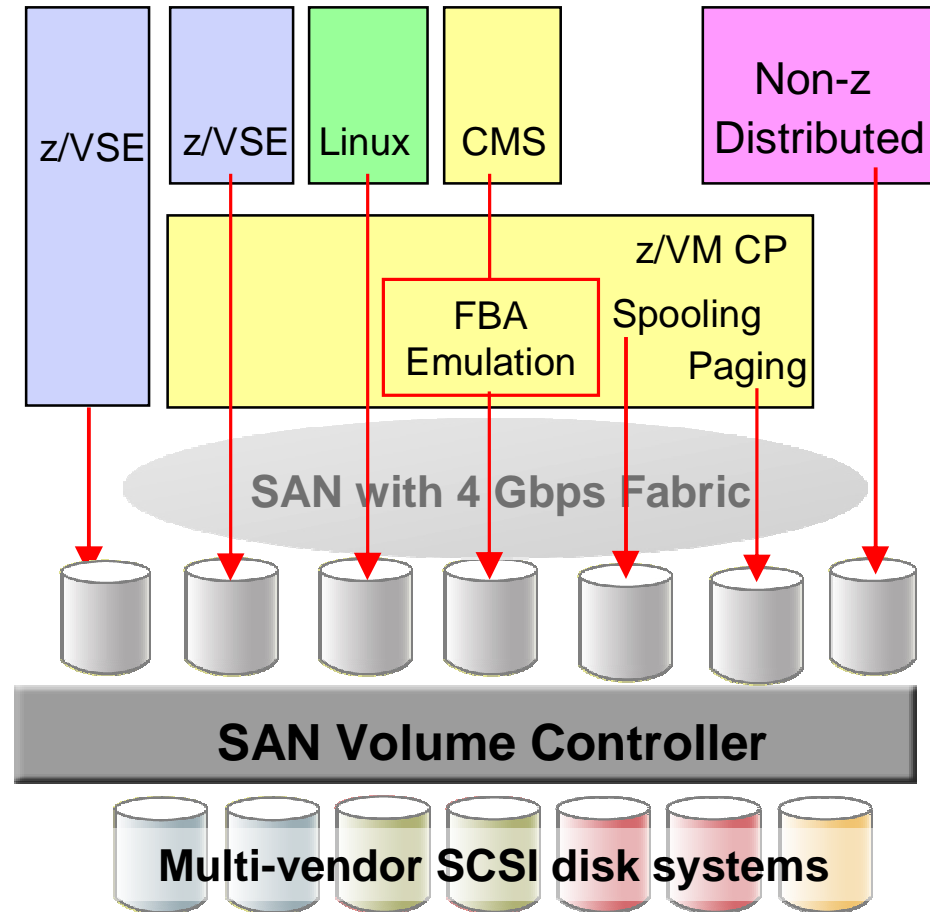 z/VSE
z/VSE
Linux
CMS
Non-z
Distributed
z/VM CP
FBA
Emulation
Spooling
Paging
SAN with 4 Gbps Fabric
SAN Volume Controller
Multi-vendor SCSI disk systems